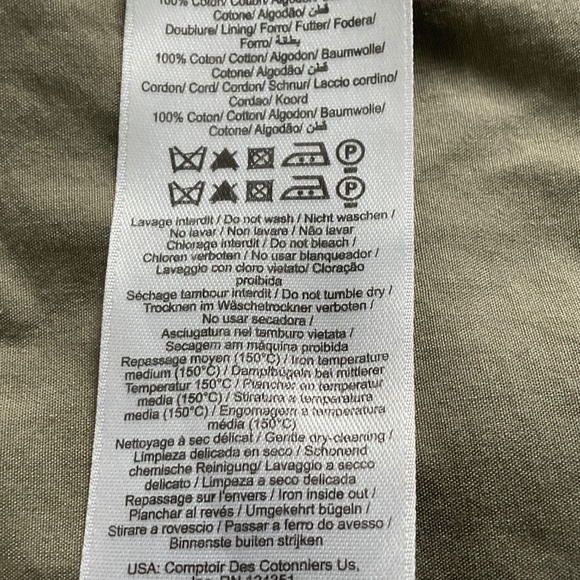 100% Coton/ Cotton/ Algodon/
Cotone/ Algodão/ قطن
Doublure/ Lining/ Forro/ Futter/ Fodera/
Forro/ بطانة
100% Coton/ Cotton/ Algodon/ Baumwolle/
Cotone/ Algodão/ قطن
Cordon/ Cord/ Cordon/ Schnur/ Laccio cordino/
Cordao/ Koord
100% Coton/ Cotton/ Algodon/ Baumwolle/
Cotone/ Algodão/ قطن
P
P
Lavage interdit / Do not wash / Nicht waschen /
No lavar / Non lavare / Não lavar
Chlorage interdit / Do not bleach /
Chloren verboten / No usar blanqueador /
Lavaggio con cloro vietato/ Cloração
proibida
Séchage tambour interdit / Do not tumble dry /
Trocknen im Wäschetrockner verboten /
No usar secadora /
Asciugatura nel tamburo vietata /
Secagem am máquina proibida
Repassage moyen (150°C) / Iron temperature
medium (150°C) / Dampfbügeln bei mittlerer
Temperatur 150°C / Planchar en temperatur
media (150°C) / Stiratura a temperatura
media (150°C) / Engomagem a temperatura
média (150°C)
Nettoyage à sec délicat / Gentle dry-cleaning /
Limpieza delicada en seco / Schonend
chemische Reinigung/ Lavaggio a secco
delicato / Limpeza a seco delicada
Repassage sur l'envers / Iron inside out /
Planchar al revés / Umgekehrt bügeln /
Stirare a rovescio / Passar a ferro do avesso /
Binnenste buiten strijken
USA: Comptoir Des Cotonniers Us,